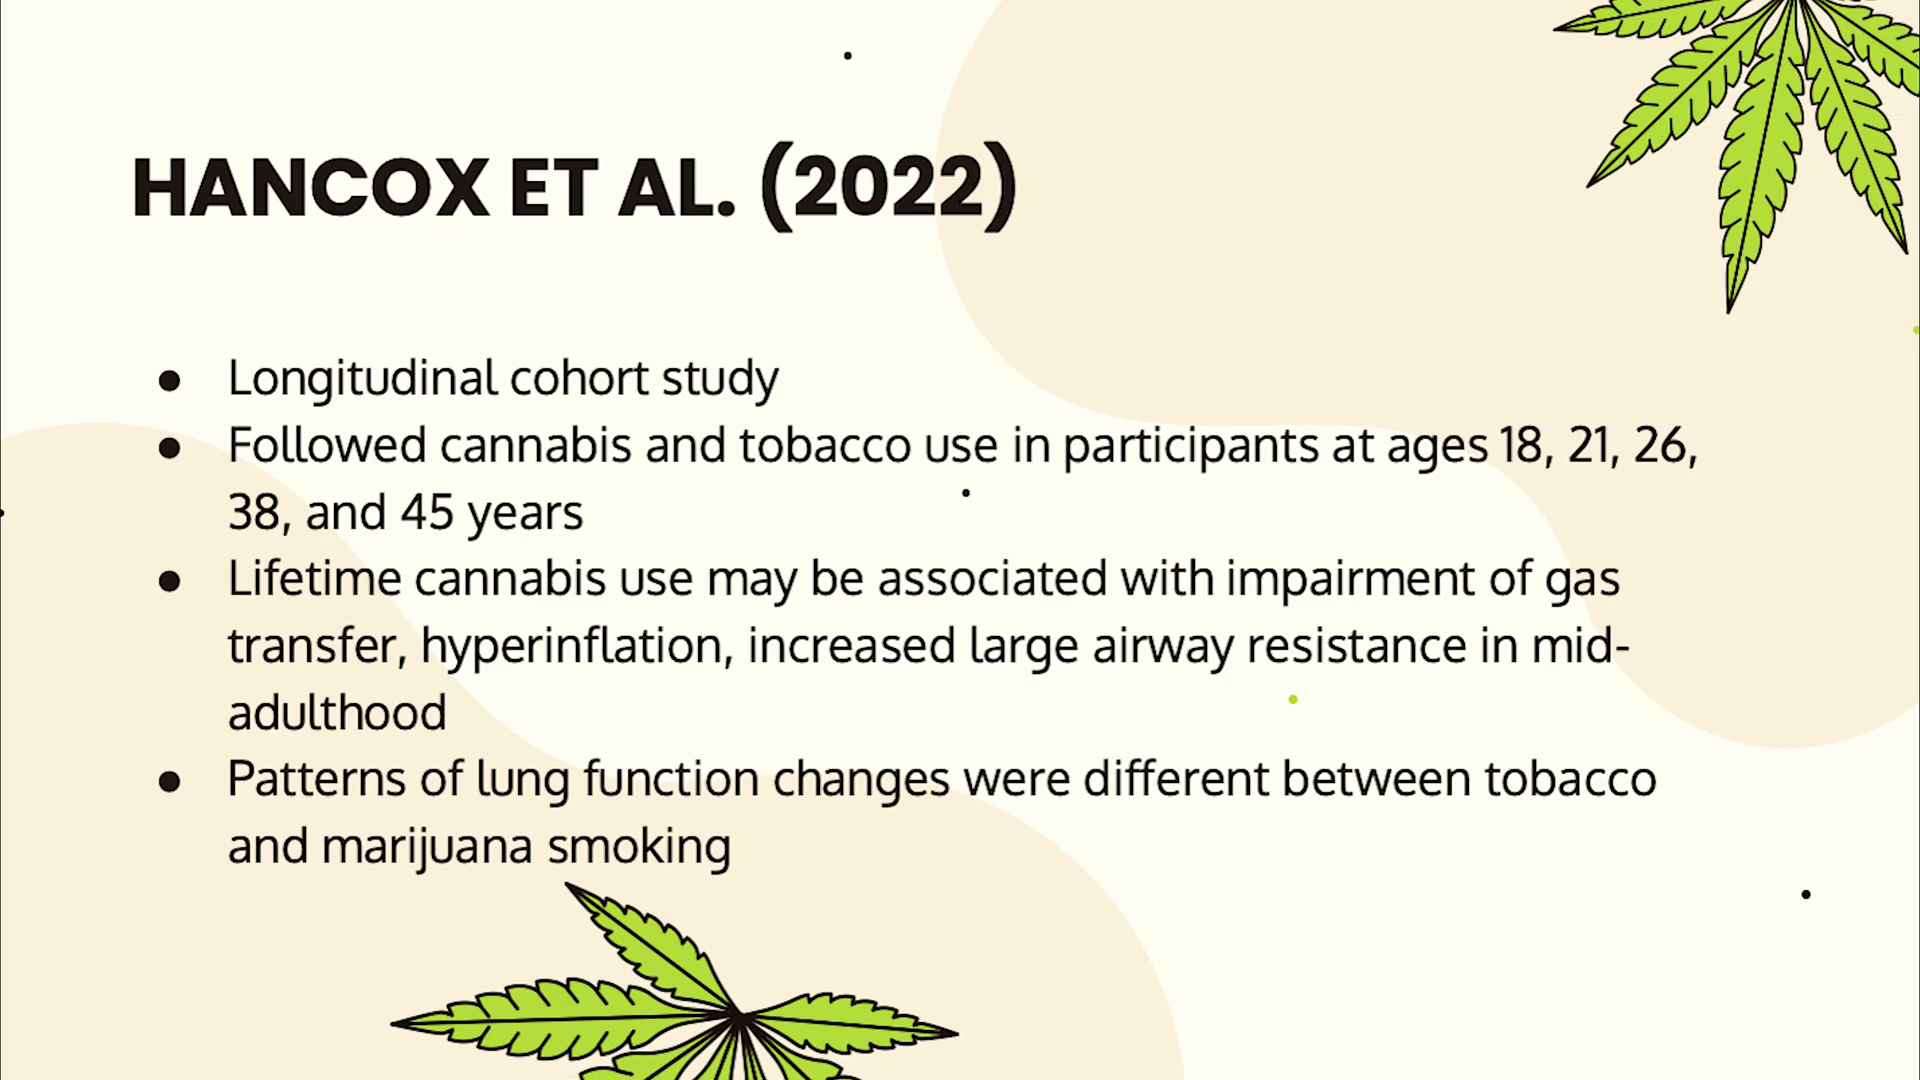 HANCOX ET AL. (2022)
● Longitudinal cohort study
● Followed cannabis and tobacco use in participants at ages 18, 21, 26,
38, and 45 years
● Lifetime cannabis use may be associated with impairment of gas
transfer, hyperinflation, increased large airway resistance in mid-
adulthood
● Patterns of lung function changes were different between tobacco
and marijuana smoking